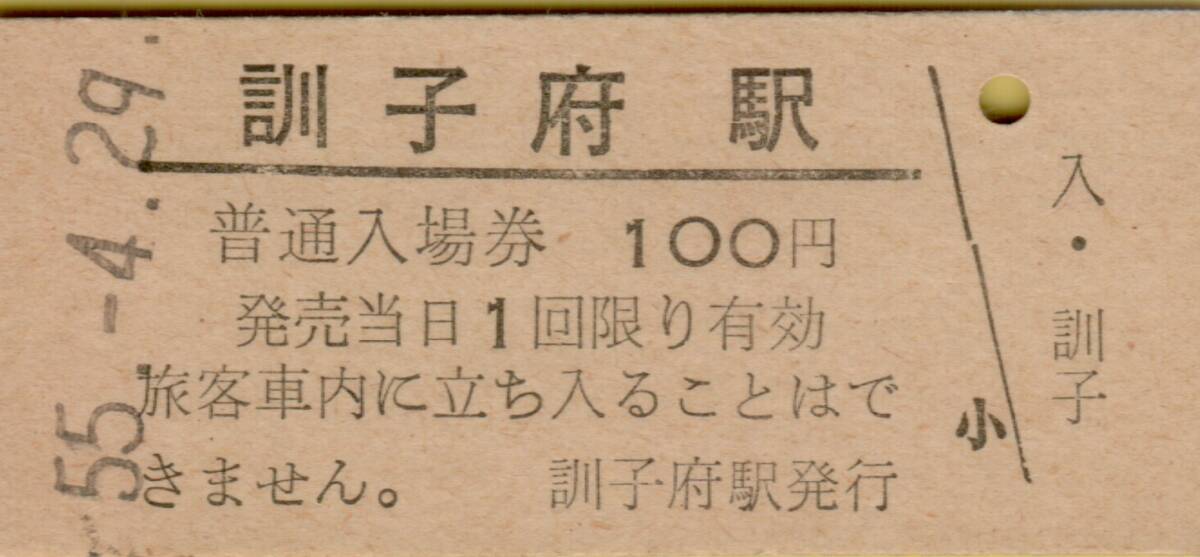 訓子府駅
普通入場券 100円
発売当日1回限り有効
旅客車内に立ち入ることはで
きません。 訓子府駅発行
小
入・訓子
55.-4.29.